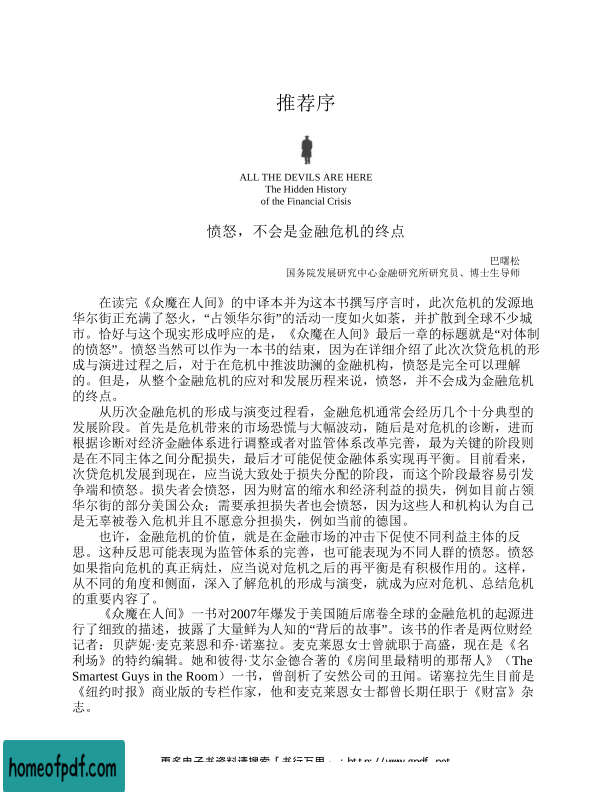 推荐序
ALL THE DEVILS ARE HERE
The Hidden History
of the Financial Crisis
愤怒，不会是金融危机的终点
巴曙松
国务院发展研究中心金融研究所研究员、博士生导师
在读完《众魔在人间》的中译本并为这本书撰写序言时，此次危机的发源地
华尔街正充满了怒火，“占领华尔街”的活动一度如火如荼，并扩散到全球不少城
市。恰好与这个现实形成呼应的是，《众魔在人间》最后一章的标题就是“对体制
的愤怒”。愤怒当然可以作为一本书的结束，因为在详细介绍了此次次贷危机的形
成与演进过程之后，对于在危机中推波助澜的金融机构，愤怒是完全可以理解
的。但是，从整个金融危机的应对和发展历程来说，愤怒，并不会成为金融危机
的终点。
从历次金融危机的形成与演变过程看，金融危机通常会经历几个十分典型的
发展阶段。首先是危机带来的市场恐慌与大幅波动，随后是对危机的诊断，进而
根据诊断对经济金融体系进行调整或者对监管体系改革完善，最为关键的阶段则
是在不同主体之间分配损失，最后才可能促使金融体系实现再平衡。目前看来，
次贷危机发展到现在，应当说大致处于损失分配的阶段，而这个阶段最容易引发
争端和愤怒。损失者会愤怒，因为财富的缩水和经济利益的损失，例如目前占领
华尔街的部分美国公众；需要承担损失者也会愤怒，因为这些人和机构认为自己
是无辜被卷入危机并且不愿意分担损失，例如当前的德国。
也许，金融危机的价值，就是在金融市场的冲击下促使不同利益主体的反
思。这种反思可能表现为监管体系的完善，也可能表现为不同人群的愤怒。愤怒
如果指向危机的真正病灶，应当说对危机之后的再平衡是有积极作用的。这样，
从不同的角度和侧面，深入了解危机的形成与演变，就成为应对危机、总结危机
的重要内容了。
《众魔在人间》一书对2007年爆发于美国随后席卷全球的金融危机的起源进
行了细致的描述，披露了大量鲜为人知的“背后的故事”。该书的作者是两位财经
记者：贝萨妮·麦克莱恩和乔·诺塞拉。麦克莱恩女士曾就职于高盛，现在是《名
利场》的特约编辑。她和彼得·艾尔金德合著的《房间里最精明的那帮人》（The
Smartest Guys in the Room）一书，曾剖析了安然公司的丑闻。诺塞拉先生目前是
《纽约时报》商业版的专栏作家，他和麦克莱恩女士都曾长期任职于《财富》杂
志。
更多电子书资料请搜索「书行万里」：http://www.gpdf.net
homeofpdf.com